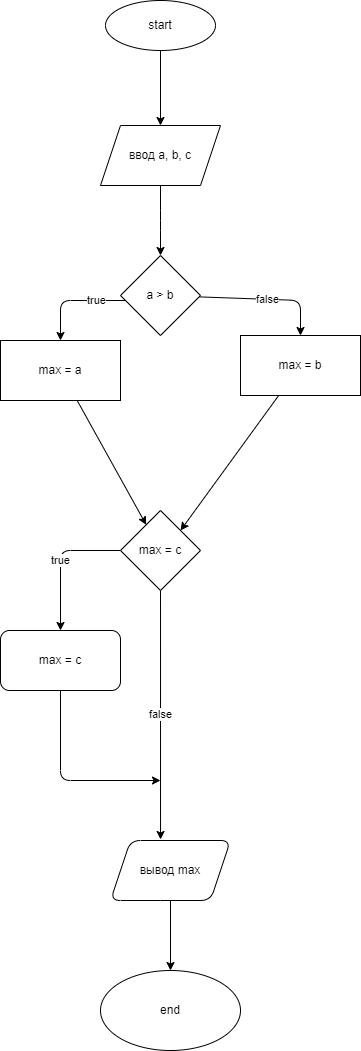 start
ввод a, b, c
a > b
true
false
max = a
max = b
max = c
true
max = c
false
вывод max
end